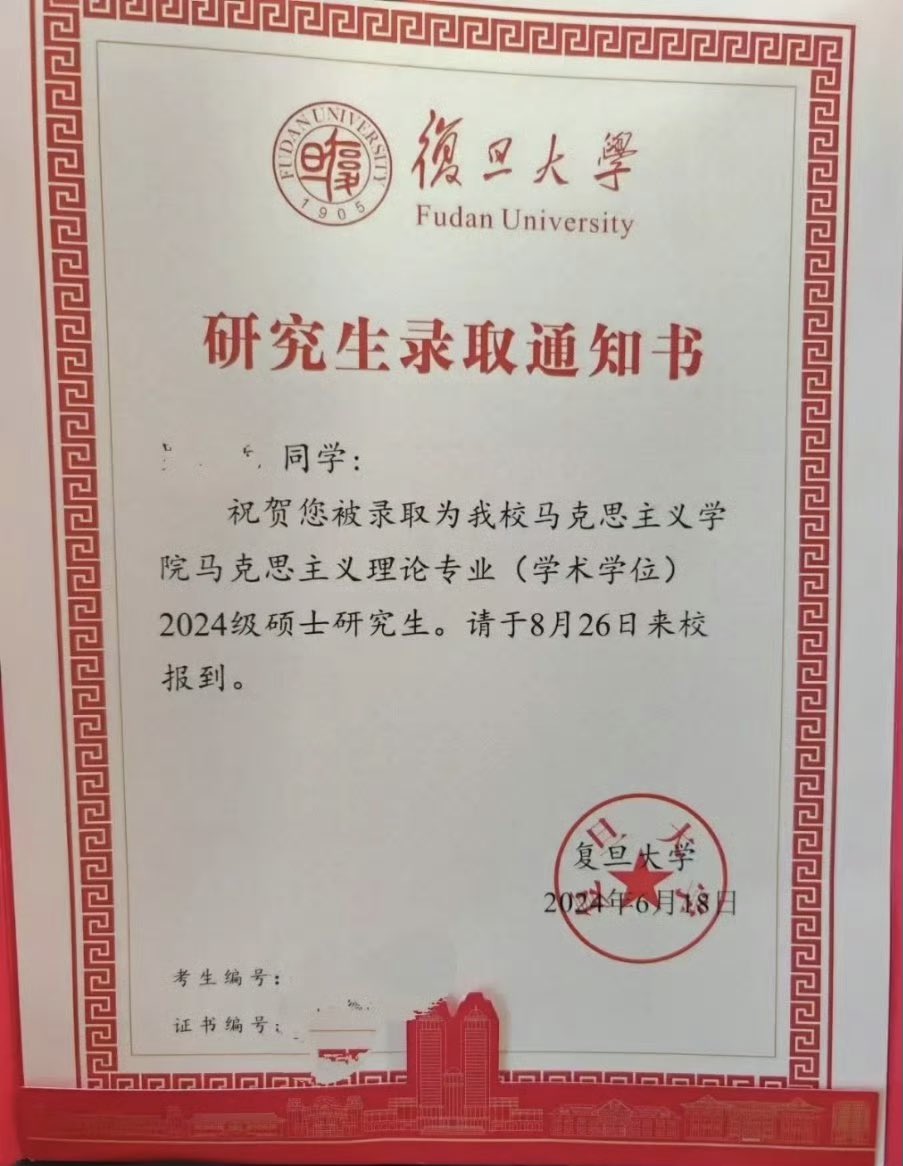 FUDAN UNIVERSITY
1905
復旦大學
Fudan University
研究生录取通知书
同学:
祝贺您被录取为我校马克思主义学
院马克思主义理论专业（学术学位）
2024级硕士研究生。请于8月26日来校
报到。
复旦大学
复旦大学
2024年6月18日
考生编号:
证书编号: